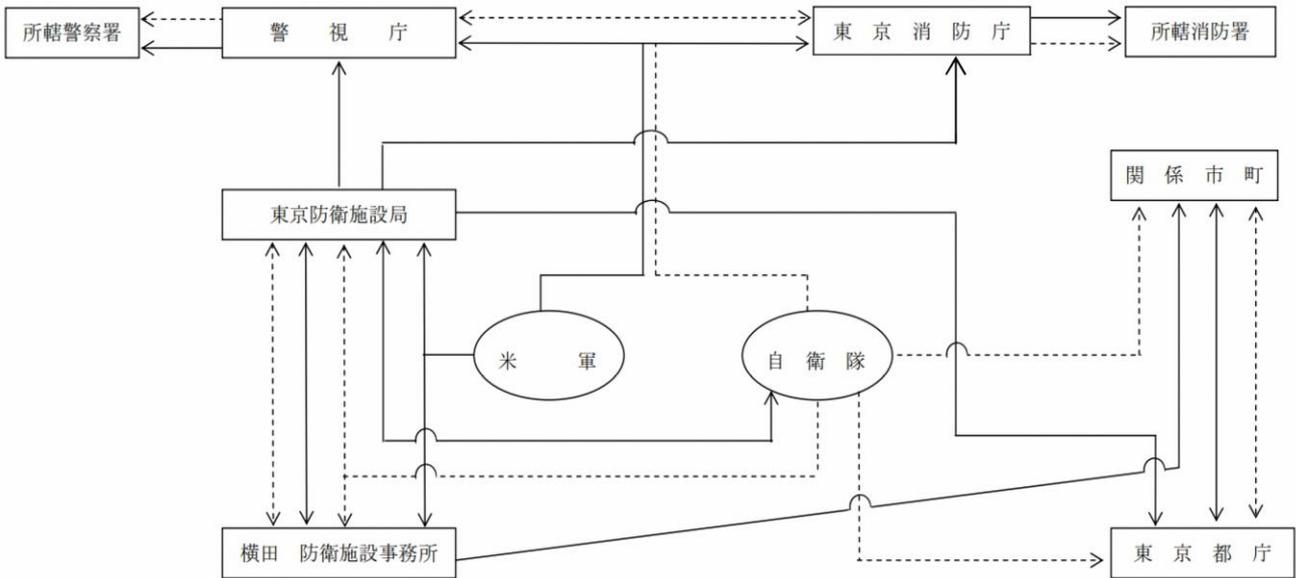 所轄警察署
警視庁
東京消防庁
所轄消防署
関係市町
東京防衛施設局
米軍
自衛隊
横田 防衛施設事務所
東京都庁